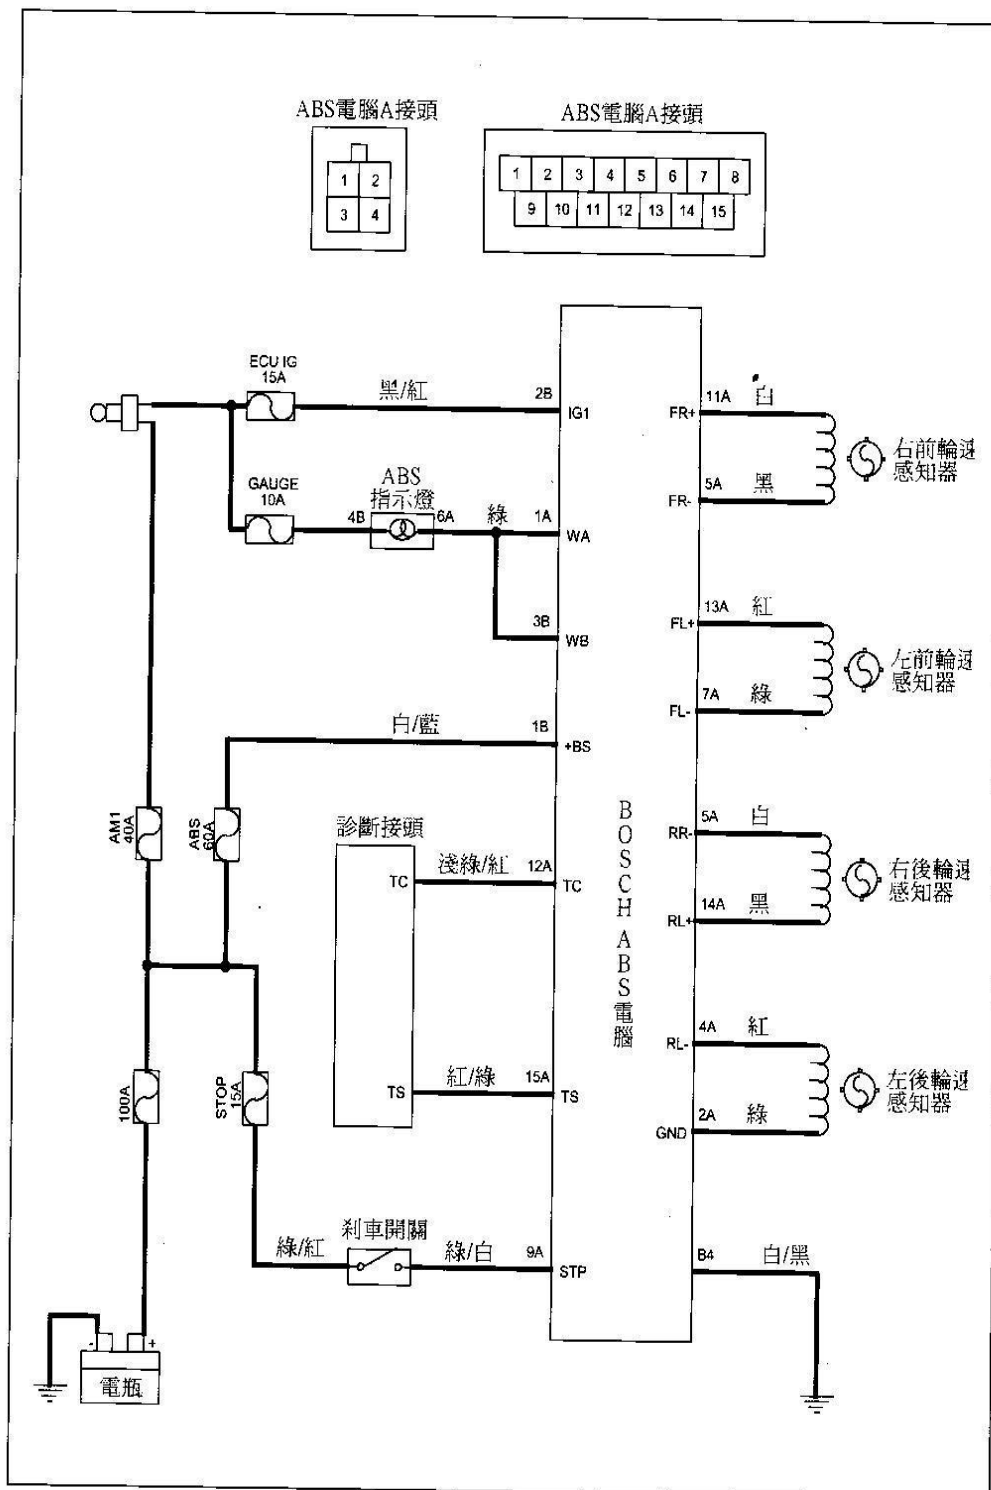 ABS電腦A接頭
1 2
3 4
ABS電腦A接頭
1 2 3 4 5 6 7 8
9 10 11 12 13 14 15
ECU IG
15A
黑/紅
2B
IG1
GAUGE
10A
4B
ABS
指示燈
6A
綠
1A
WA
3B
WB
白/藍
1B
+BS
AM1
40A
ABS
60A
診斷接頭
TC
淺綠/紅
12A
TC
TS
紅/綠
15A
TS
100A
STOP
15A
綠/紅
剎車開關
綠/白
9A
STP
- +
電瓶
BOSCH ABS電腦
FR+
11A
白
FR-
5A
黑
右前輪速
感知器
FL+
13A
紅
FL-
7A
綠
左前輪速
感知器
RR-
5A
白
RL+
14A
黑
右後輪速
感知器
RL-
4A
紅
GND
2A
綠
左後輪速
感知器
B4
白/黑